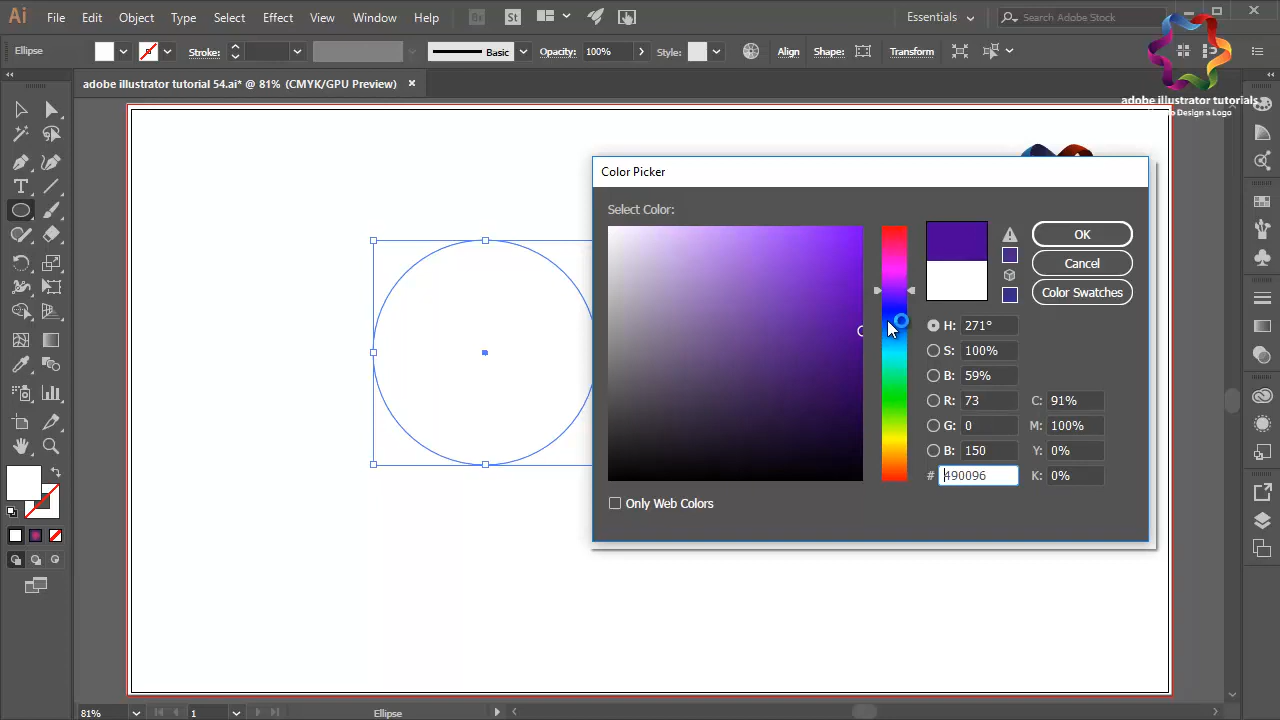 Ai File Edit Object Type Select Effect View Window Help Br St Essentials Search Adobe Stock
Ellipse Stroke: Basic Opacity: 100% Style: Align Shape: Transform
adobe illustrator tutorial 54.ai* @ 81% (CMYK/GPU Preview)
adobe illustrator tutorials
Design a Logo
Color Picker
Select Color:
OK
Cancel
Color Swatches
H: 271°
S: 100%
B: 59%
R: 73 C: 91%
G: 0 M: 100%
B: 150 Y: 0%
# 490096 K: 0%
Only Web Colors
81% 1 Ellipse